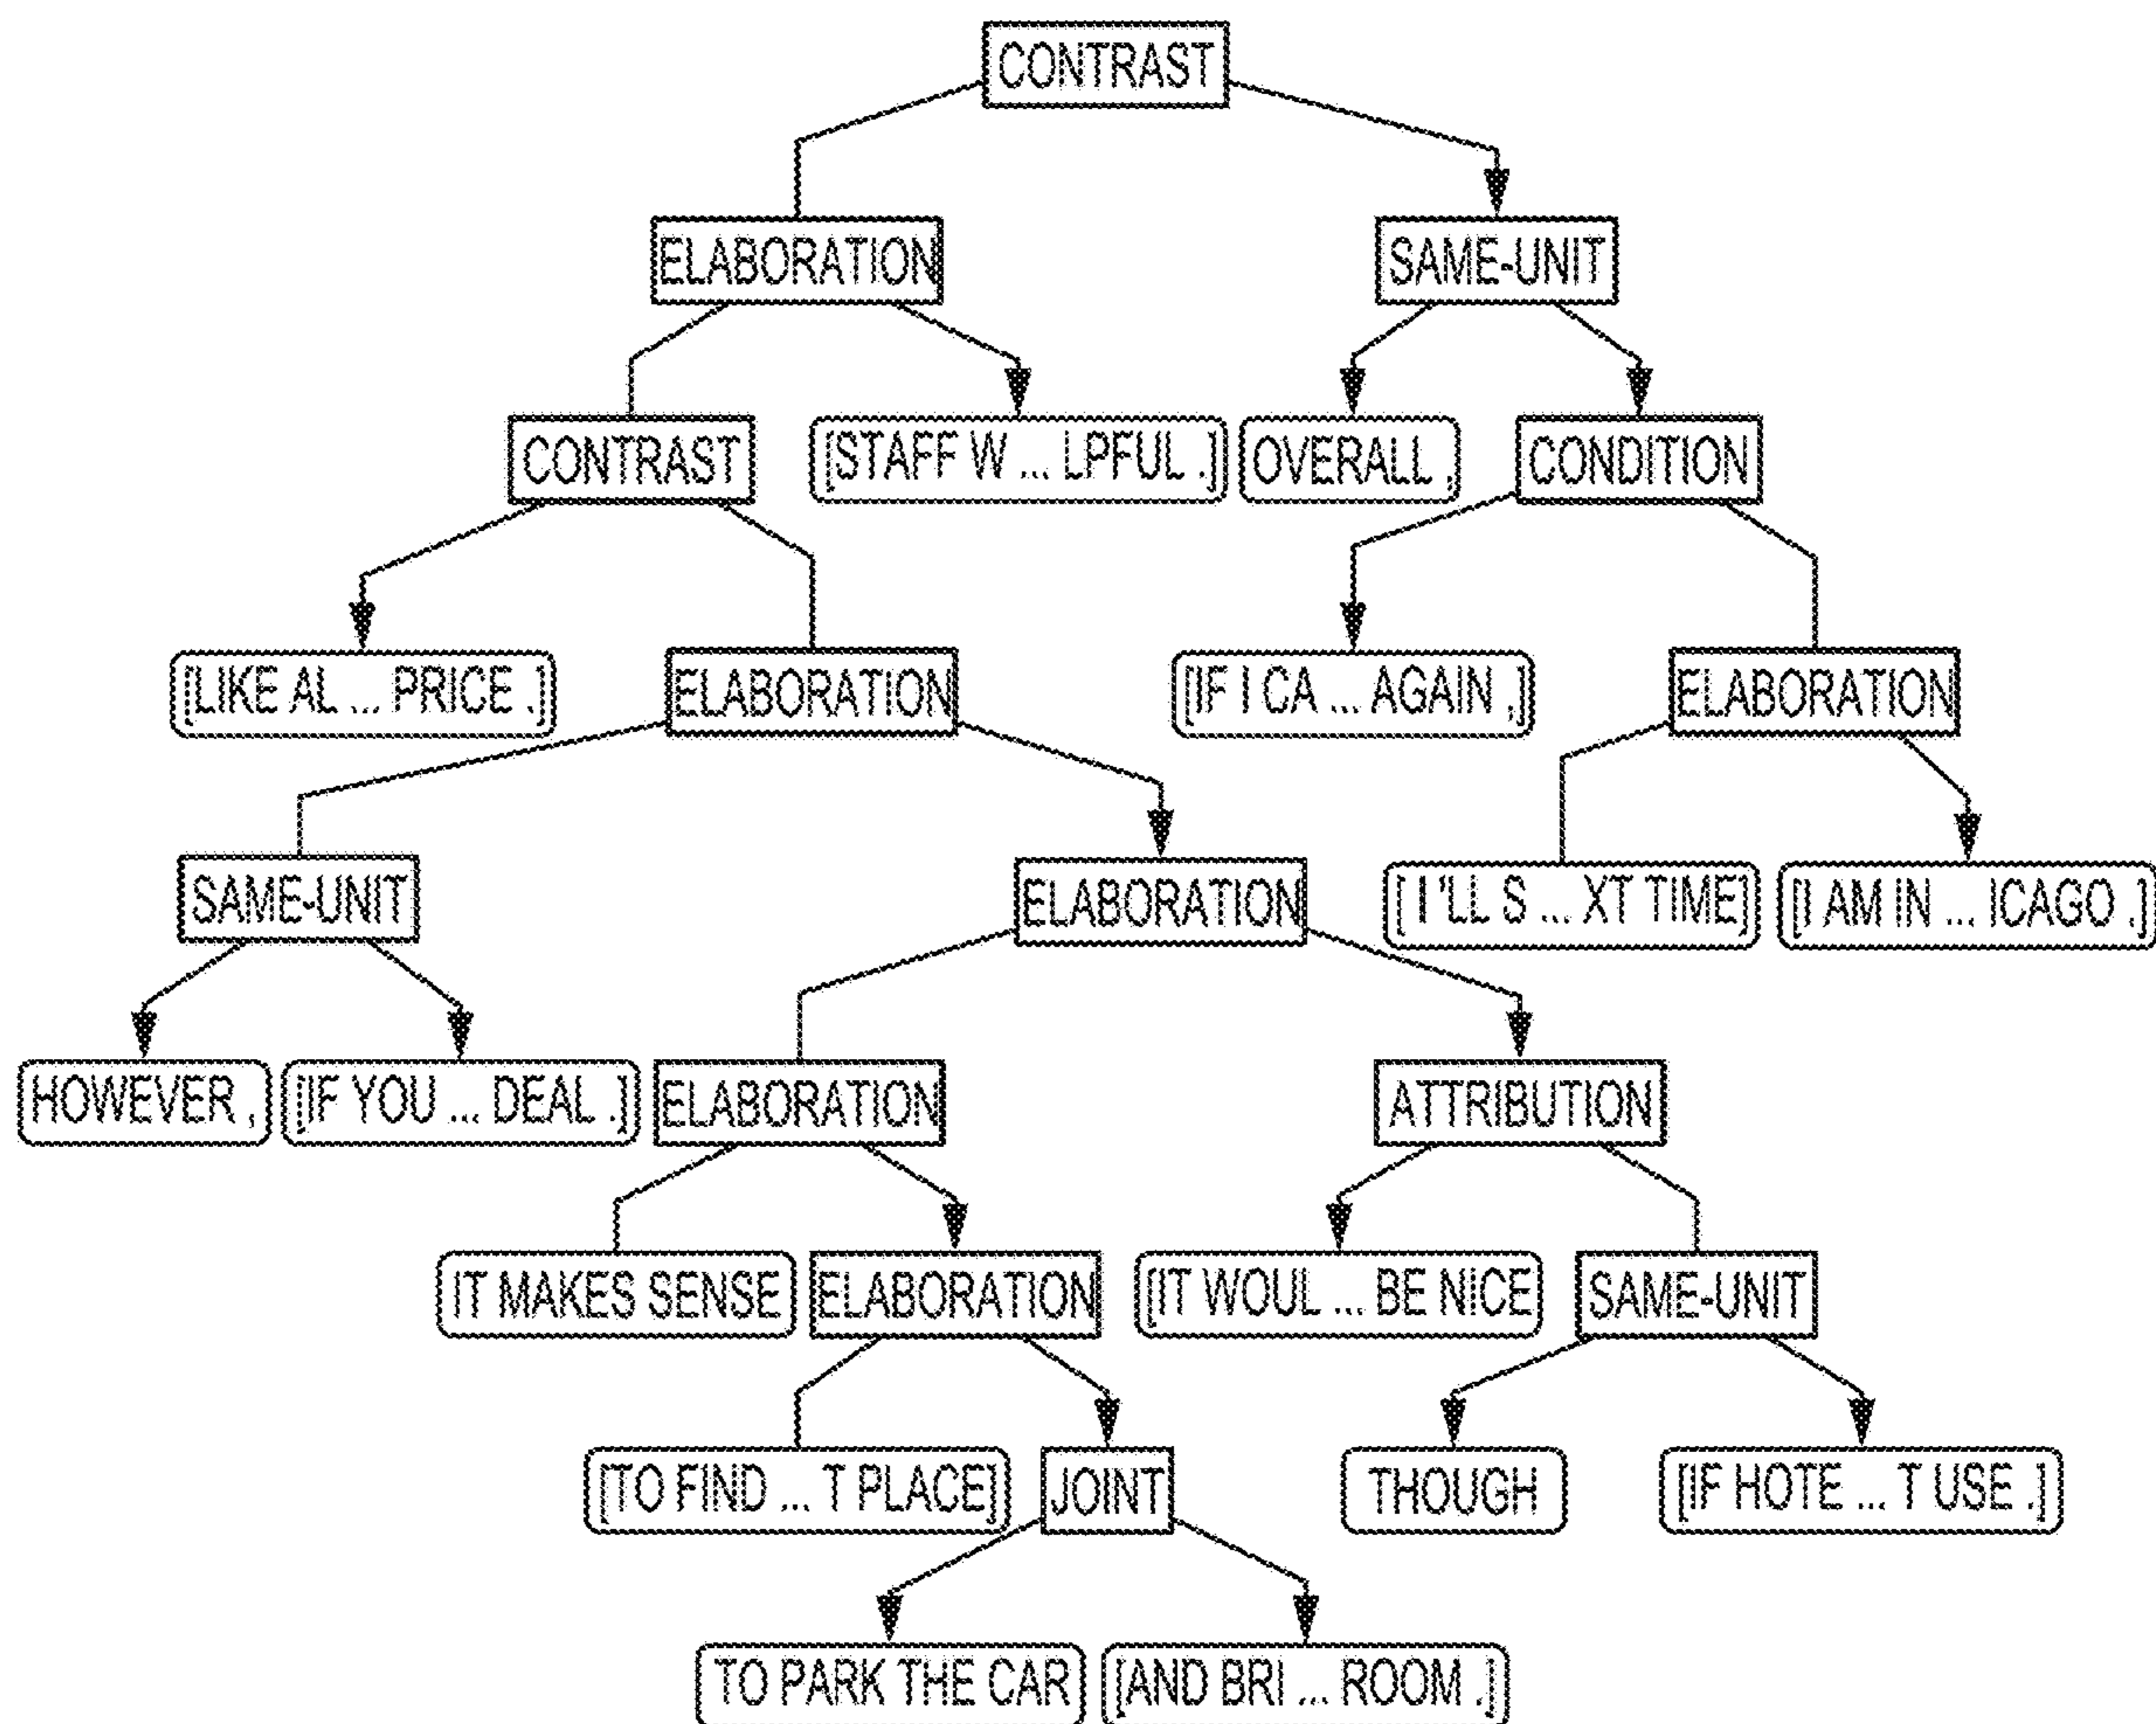 CONTRAST
ELABORATION
SAME-UNIT
CONTRAST
[STAFF W ... LPFUL .]
OVERALL ,
CONDITION
[LIKE AL ... PRICE .]
ELABORATION
[IF I CA ... AGAIN ,]
ELABORATION
SAME-UNIT
ELABORATION
[ I 'LL S ... XT TIME]
[I AM IN ... ICAGO .]
HOWEVER ,
[IF YOU ... DEAL .]
ELABORATION
ATTRIBUTION
IT MAKES SENSE
ELABORATION
[IT WOUL ... BE NICE
SAME-UNIT
[TO FIND ... T PLACE]
JOINT
THOUGH
[IF HOTE ... T USE .]
TO PARK THE CAR
[AND BRI ... ROOM .]